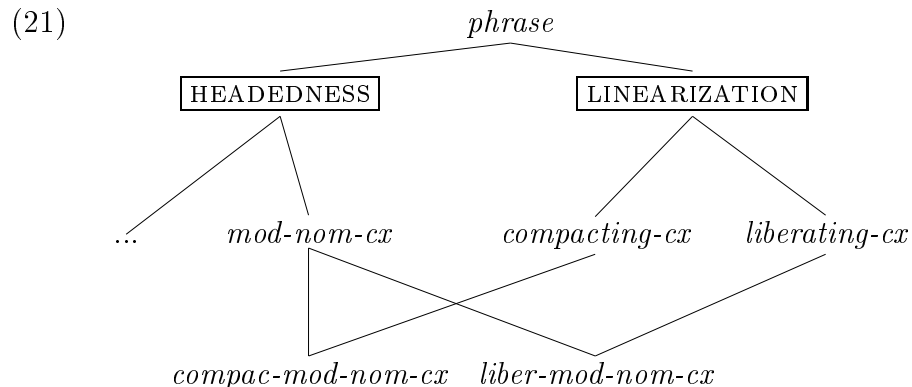 (21) phrase
HEADEDNESS LINEARIZATION
... mod-nom-cx compacting-cx liberating-cx
compac-mod-nom-cx liber-mod-nom-cx